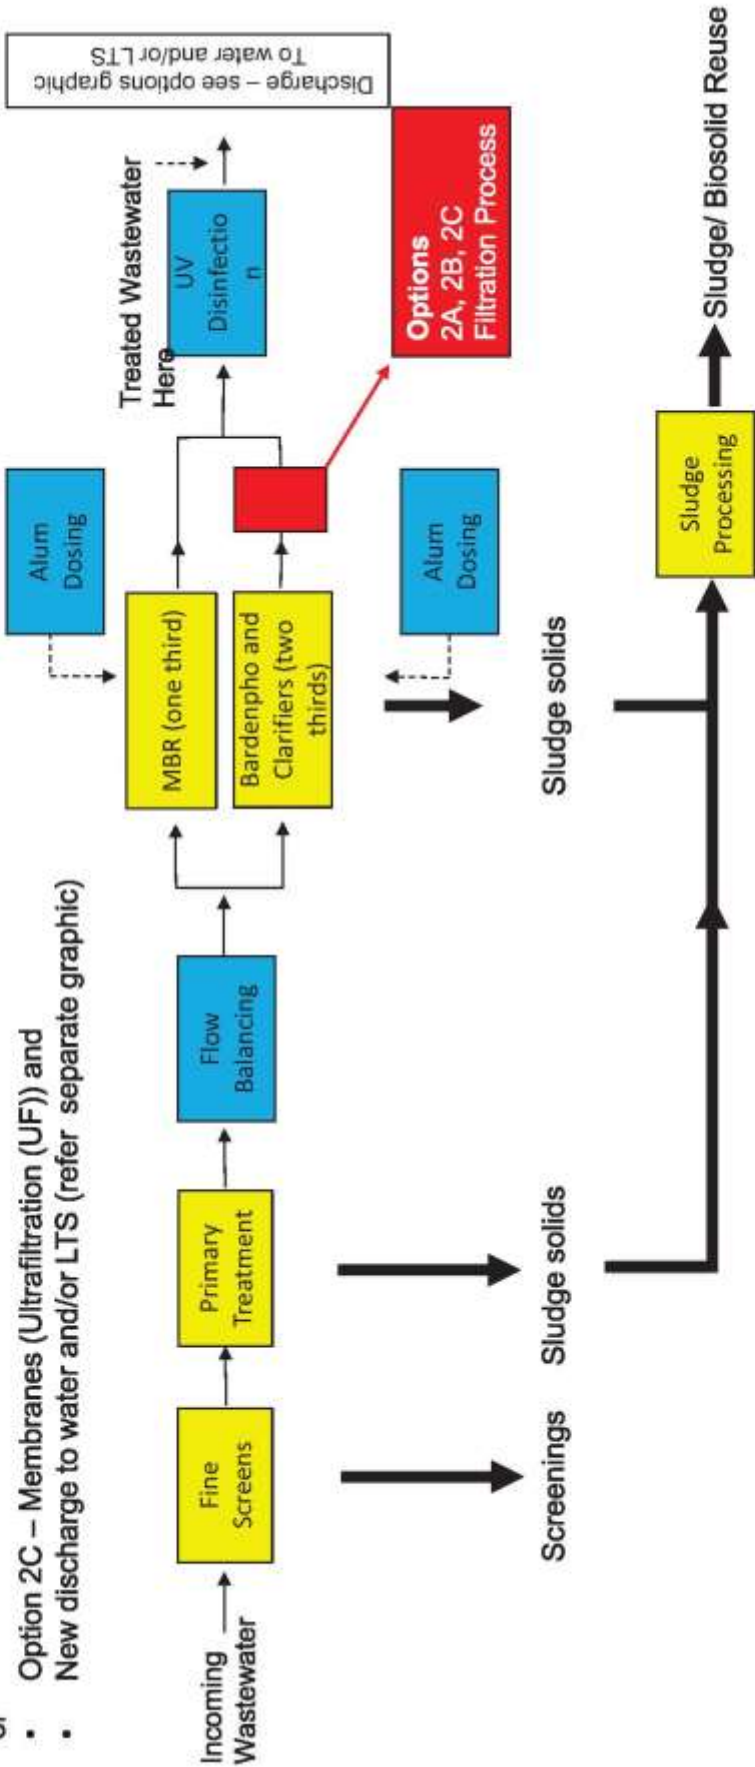 • Option 2C – Membranes (Ultrafiltration (UF)) and
• New discharge to water and/or LTS (refer separate graphic)
Incoming
Wastewater
Fine
Screens
Primary
Treatment
Flow
Balancing
MBR (one third)
Bardenpho and
Clarifiers (two
thirds)
Alum
Dosing
Alum
Dosing
Treated Wastewater
Here
UV
Disinfectio
n
Discharge – see options graphic
To water and/or LTS
Options
2A, 2B, 2C
Filtration Process
Screenings
Sludge solids
Sludge solids
Sludge
Processing
Sludge/ Biosolid Reuse